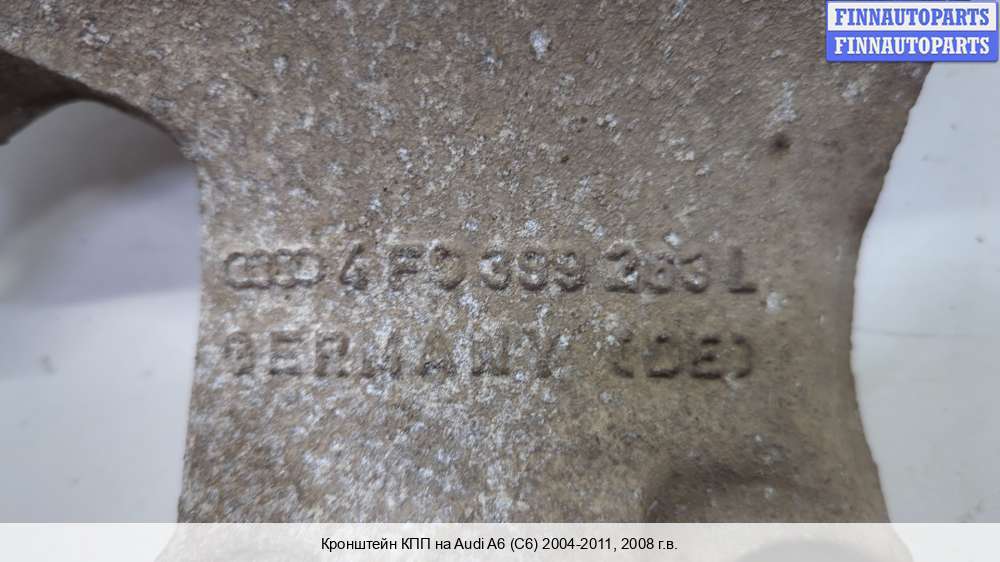 FINNAUTOPARTS
FINNAUTOPARTS
4F0 399 263 L
GERMANY (DE)
Кронштейн КПП на Audi A6 (C6) 2004-2011, 2008 г.в.